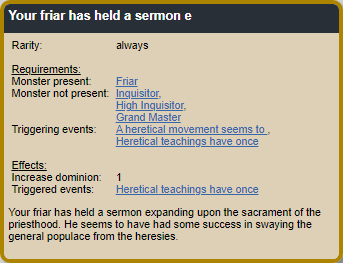 Your friar has held a sermon e
Rarity: always
Requirements:
Monster present: Friar
Monster not present: Inquisitor,
High Inquisitor,
Grand Master
Triggering events: A heretical movement seems to ,
Heretical teachings have once
Effects:
Increase dominion: 1
Triggered events: Heretical teachings have once
Your friar has held a sermon expanding upon the sacrament of the
priesthood. He seems to have had some success in swaying the
general populace from the heresies.